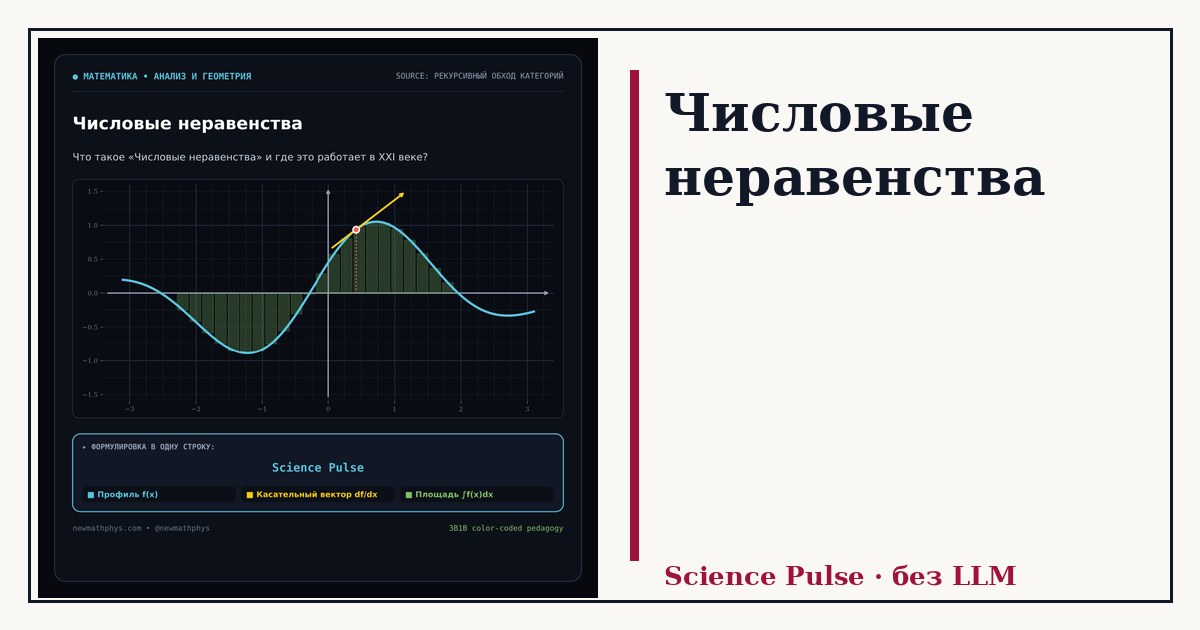 ● МАТЕМАТИКА • АНАЛИЗ И ГЕОМЕТРИЯ
SOURCE: РЕКУРСИВНЫЙ ОБХОД КАТЕГОРИЙ
Числовые неравенства
Что такое «Числовые неравенства» и где это работает в XXI веке?
1.5
1.0
0.5
0.0
−0.5
−1.0
−1.5
−3 −2 −1 0 1 2 3
▸ ФОРМУЛИРОВКА В ОДНУ СТРОКУ:
Science Pulse
■ Профиль f(x) ■ Касательный вектор df/dx ■ Площадь ∫f(x)dx
newmathphys.com • @newmathphys
3B1B color-coded pedagogy
Числовые
неравенства
Science Pulse · без LLM